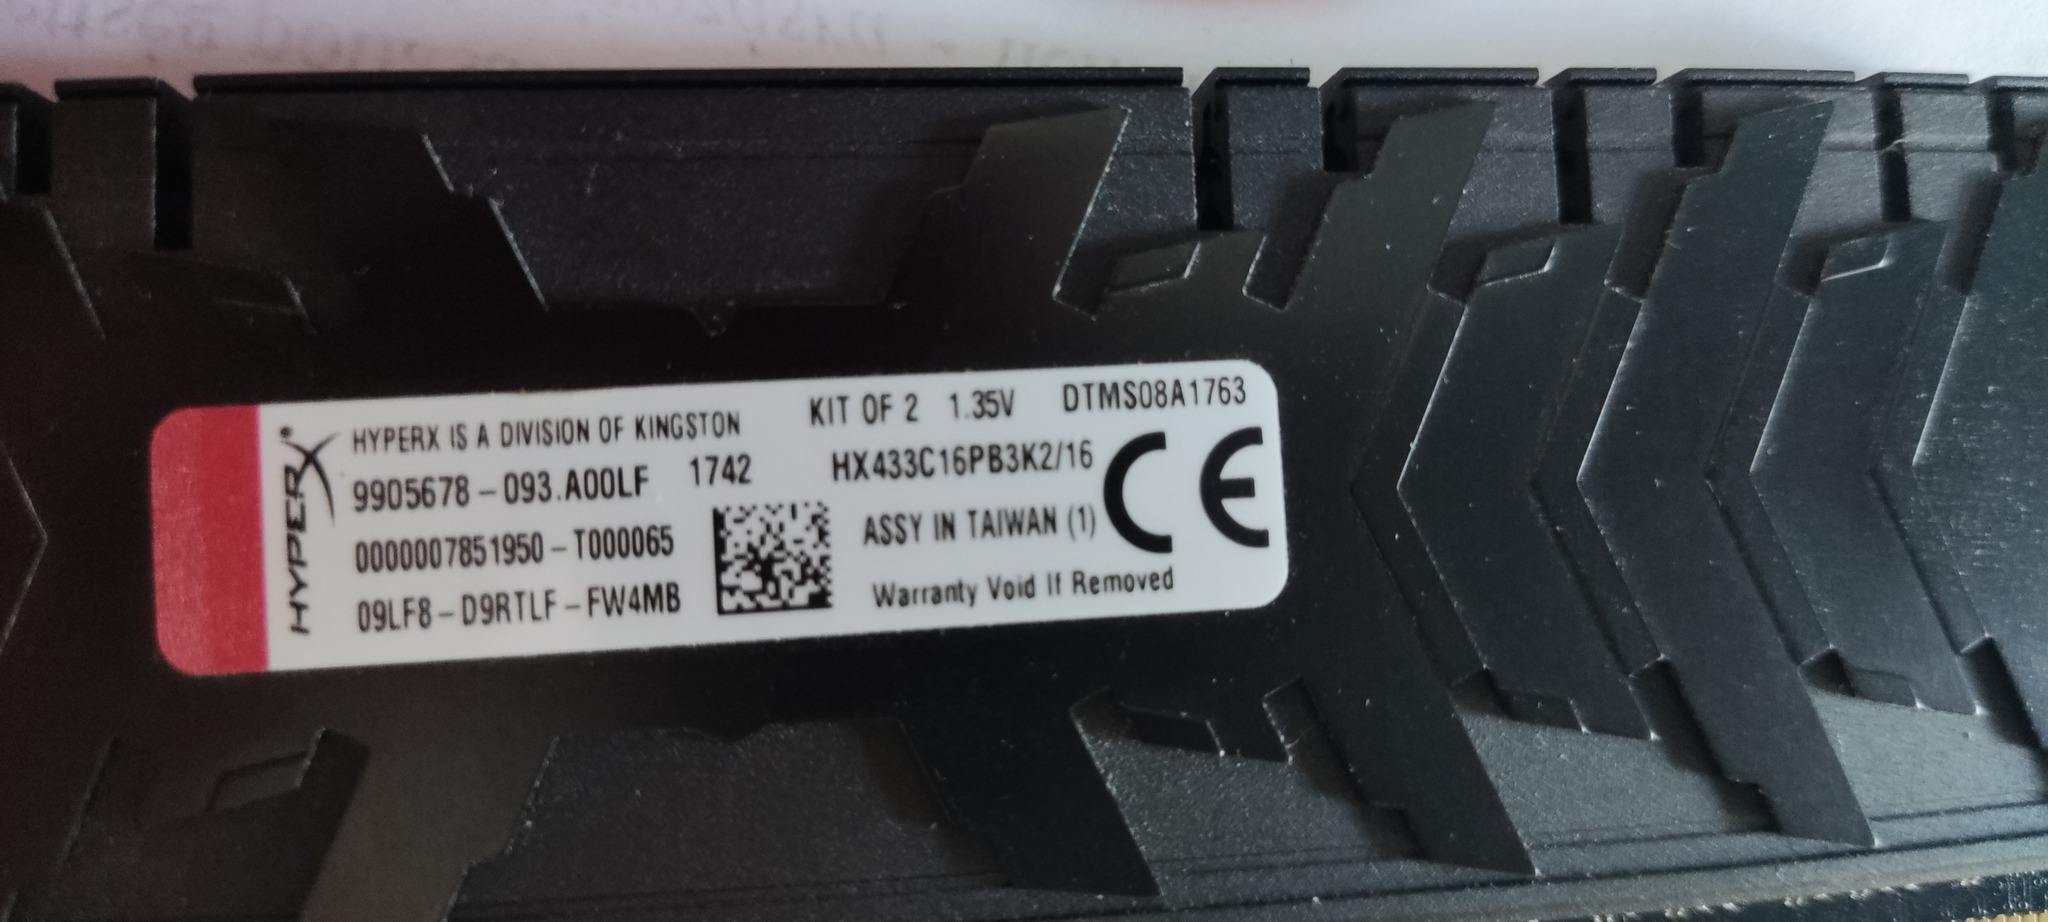 HYPERX
HYPERX IS A DIVISION OF KINGSTON KIT OF 2 1.35V DTMS08A1763
9905678-093.A00LF 1742 HX433C16PB3K2/16
0000007851950-T000065 ASSY IN TAIWAN (1)
09LF8-D9RTLF-FW4MB Warranty Void If Removed
CE